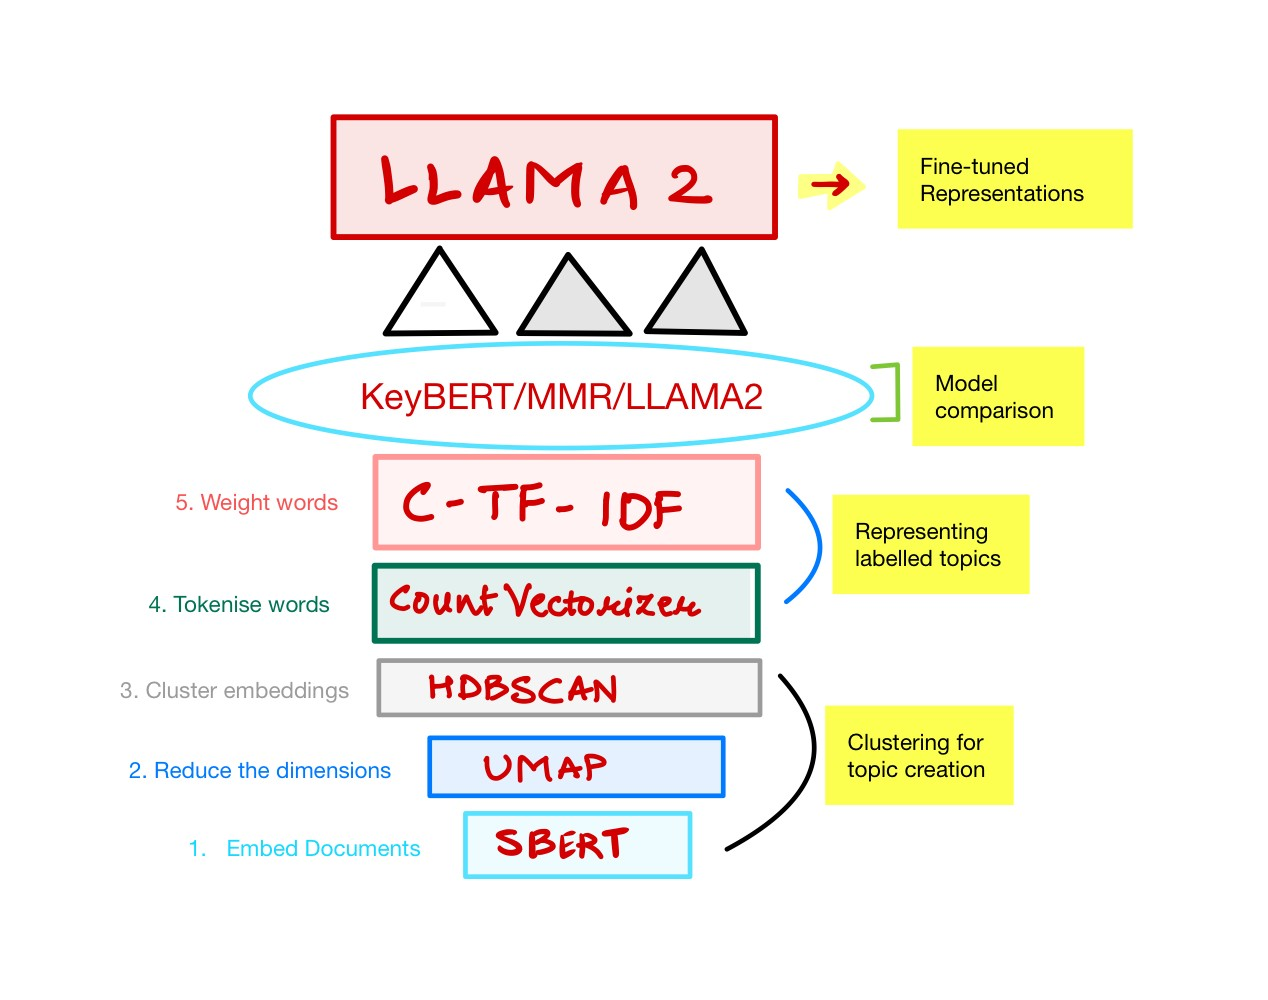 LLAMA 2
Fine-tuned
Representations
KeyBERT/MMR/LLAMA2
Model
comparison
5. Weight words
C-TF-IDF
Representing
labelled topics
4. Tokenise words
CountVectorizer
3. Cluster embeddings
HDBSCAN
Clustering for
topic creation
2. Reduce the dimensions
UMAP
1. Embed Documents
SBERT